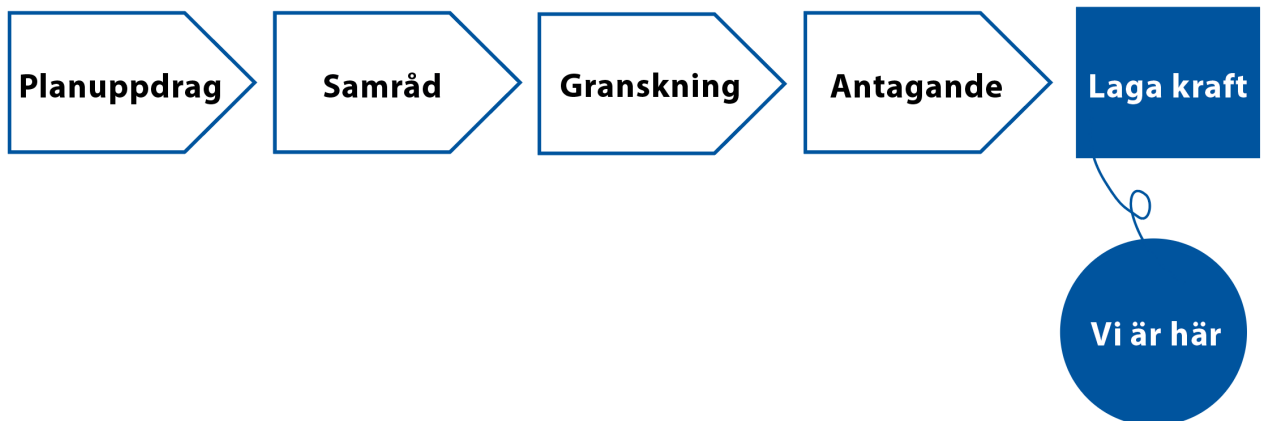 Planuppdrag
Samråd
Granskning
Antagande
Laga kraft
Vi är här